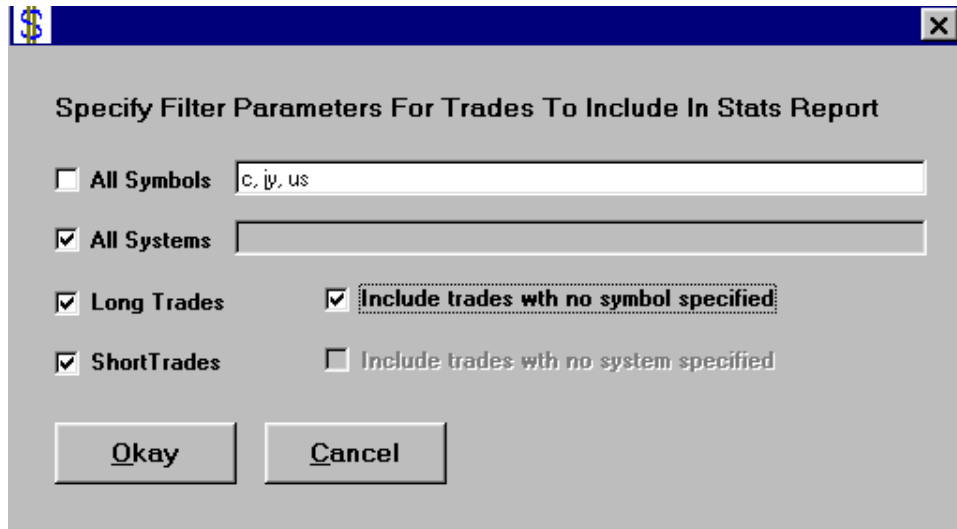 Specify Filter Parameters For Trades To Include In Stats Report
All Symbols c, jy, us
All Systems
Long Trades Include trades wth no symbol specified
ShortTrades Include trades wth no system specified
Okay Cancel